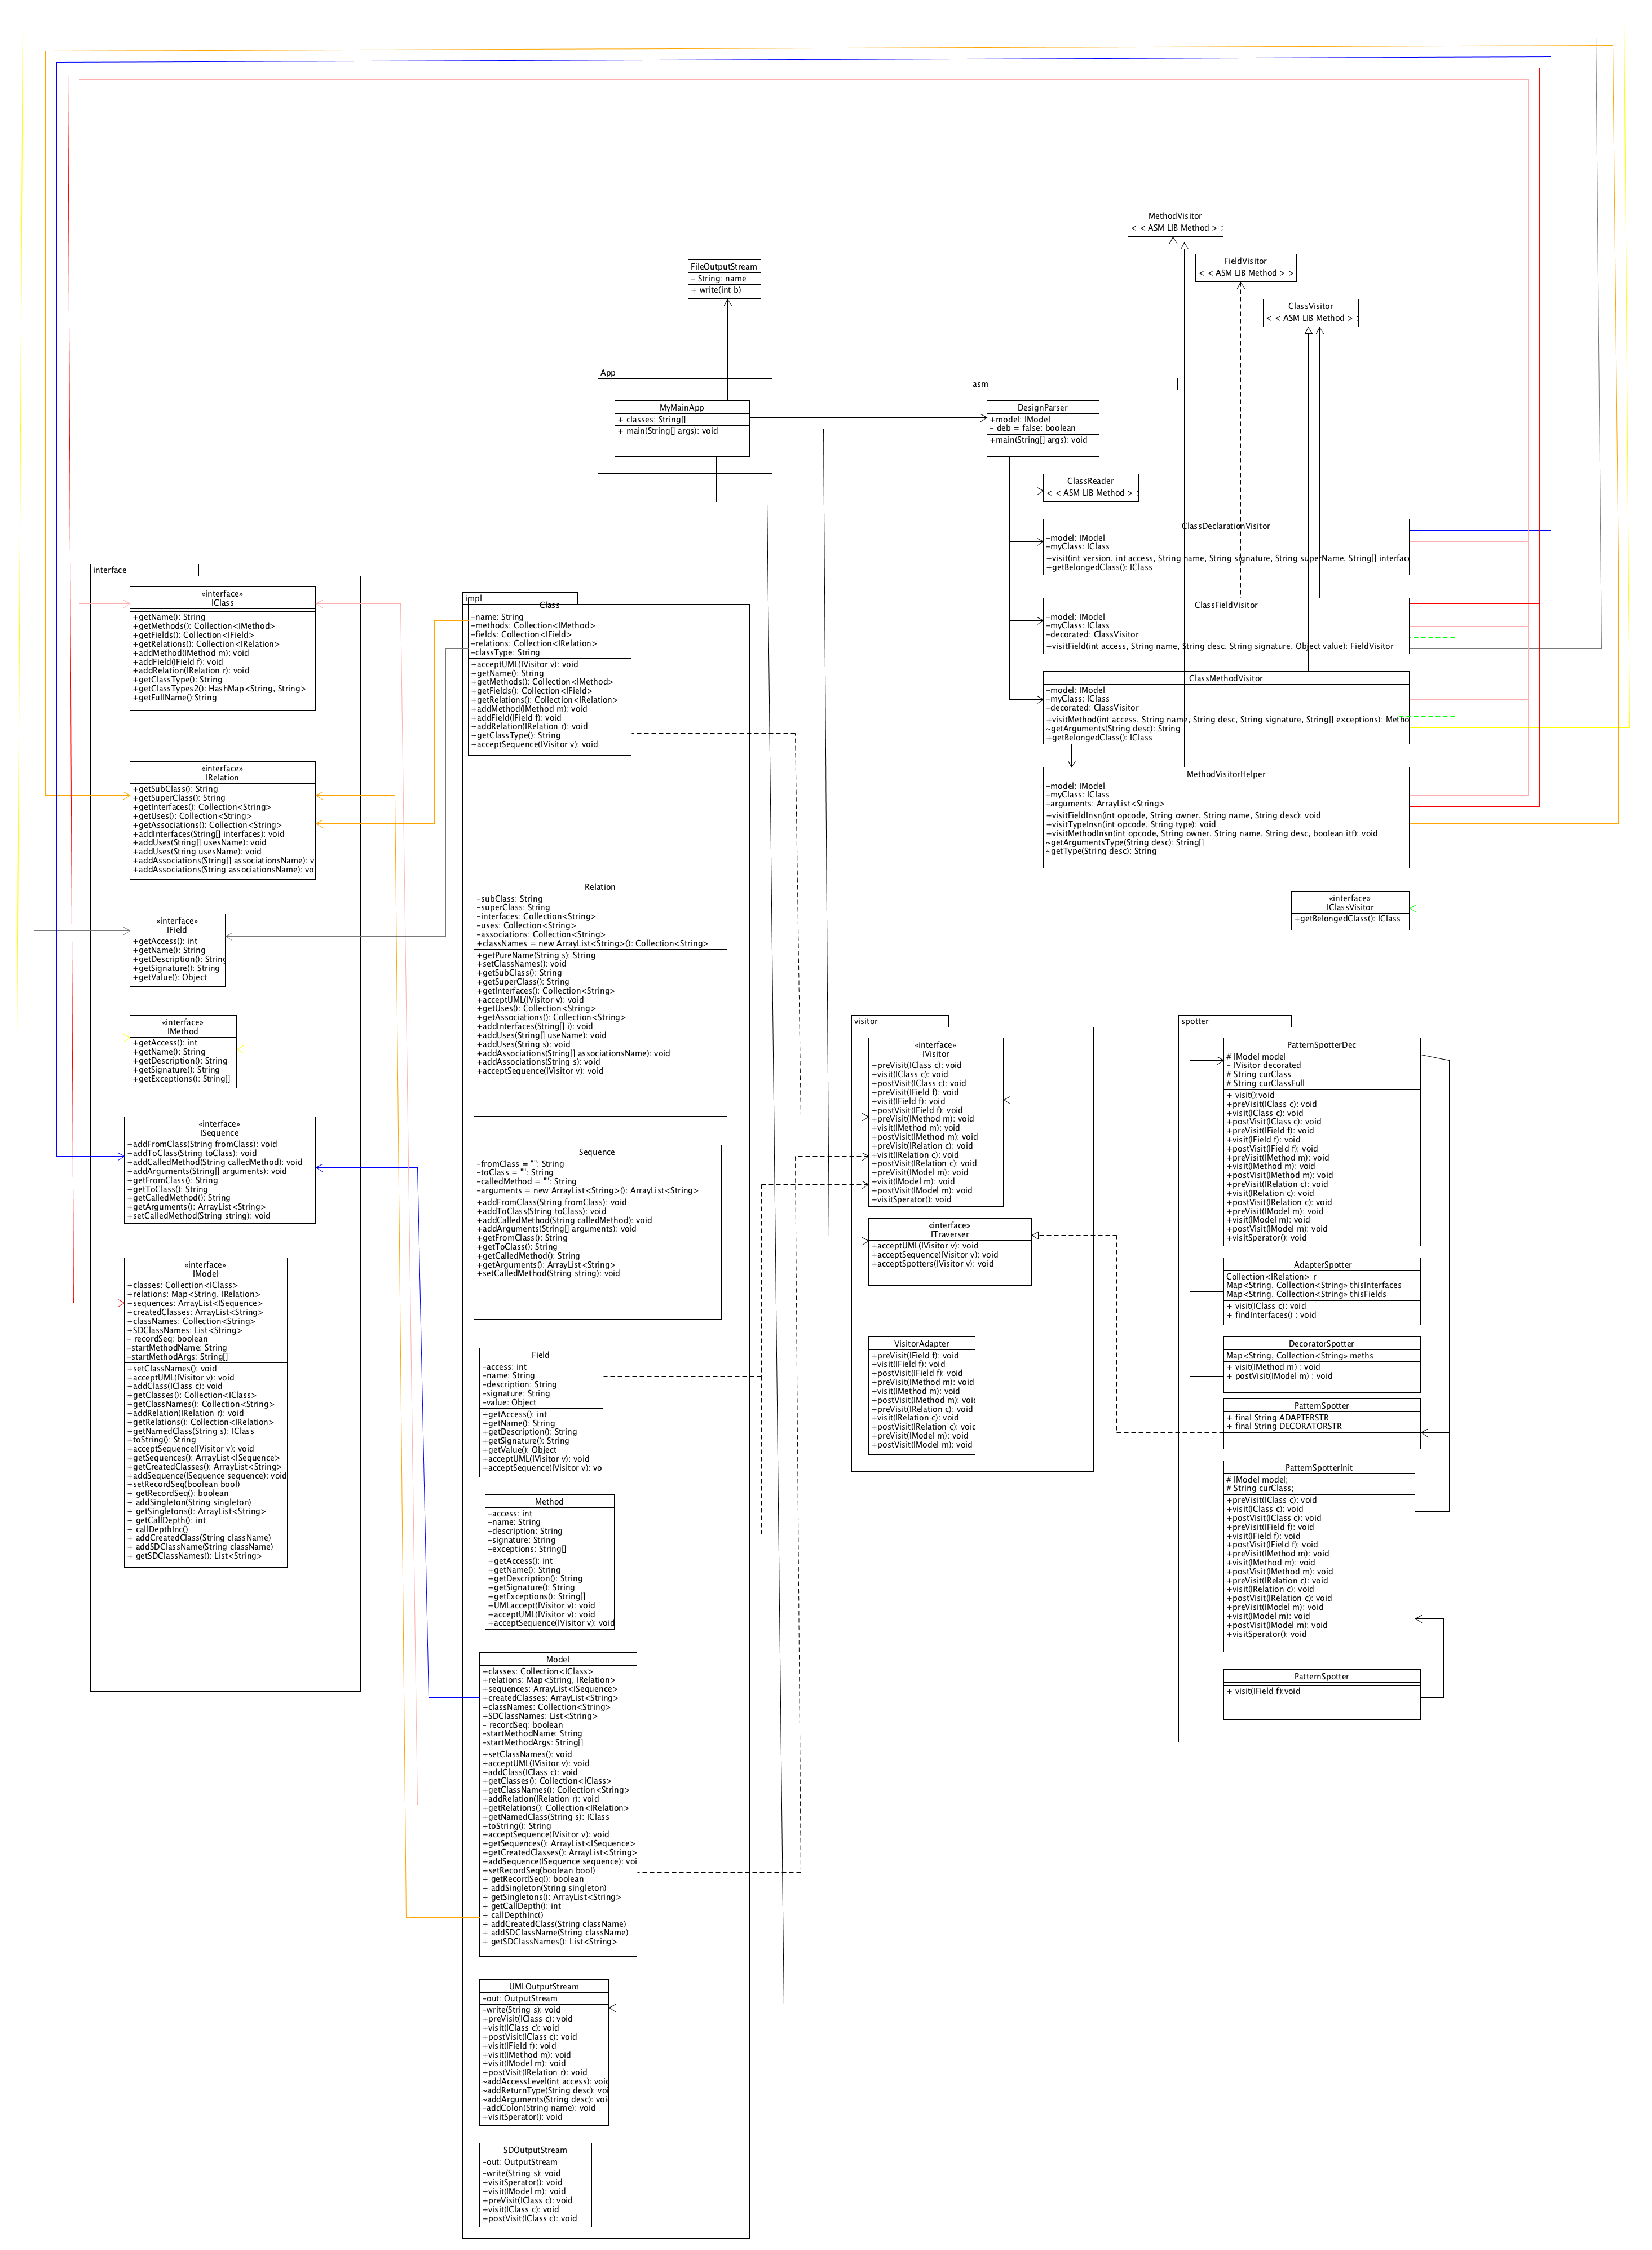 MethodVisitor
< < ASM LIB Method > :
FieldVisitor
< < ASM LIB Method > >
ClassVisitor
< < ASM LIB Method > :
FileOutputStream
- String: name
+ write(int b)
App
MyMainApp
+ classes: String[]
+ main(String[] args): void
asm
DesignParser
+model: IModel
- deb = false: boolean
+main(String[] args): void
ClassReader
< < ASM LIB Method > :
ClassDeclarationVisitor
-model: IModel
-myClass: IClass
+visit(int version, int access, String name, String signature, String superName, String[] interfac
+getBelongedClass(): IClass
ClassFieldVisitor
-model: IModel
-myClass: IClass
-decorated: ClassVisitor
+visitField(int access, String name, String desc, String signature, Object value): FieldVisitor
ClassMethodVisitor
-model: IModel
-myClass: IClass
-decorated: ClassVisitor
+visitMethod(int access, String name, String desc, String signature, String[] exceptions): Metho
~getArguments(String desc): String
+getBelongedClass(): IClass
MethodVisitorHelper
-model: IModel
-myClass: IClass
-arguments: ArrayList<String>
+visitFieldInsn(int opcode, String owner, String name, String desc): void
+visitTypeInsn(int opcode, String type): void
+visitMethodInsn(int opcode, String owner, String name, String desc, boolean itf): void
~getArgumentsType(String desc): String[]
~getType(String desc): String
«interface»
IClassVisitor
+getBelongedClass(): IClass
interface
«interface»
IClass
+getName(): String
+getMethods(): Collection<IMethod>
+getFields(): Collection<IField>
+getRelations(): Collection<IRelation>
+addMethod(IMethod m): void
+addField(IField f): void
+addRelation(IRelation r): void
+getClassType(): String
+getClassTypes2(): HashMap<String, String>
+getFullName():String
«interface»
IRelation
+getSubClass(): String
+getSuperClass(): String
+getInterfaces(): Collection<String>
+getUses(): Collection<String>
+getAssociations(): Collection<String>
+addInterfaces(String[] interfaces): void
+addUses(String[] usesName): void
+addUses(String usesName): void
+addAssociations(String[] associationsName): v
+addAssociations(String associationsName): voi
«interface»
IField
+getAccess(): int
+getName(): String
+getDescription(): String
+getSignature(): String
+getValue(): Object
«interface»
IMethod
+getAccess(): int
+getName(): String
+getDescription(): String
+getSignature(): String
+getExceptions(): String[]
«interface»
ISequence
+addFromClass(String fromClass): void
+addToClass(String toClass): void
+addCalledMethod(String calledMethod): void
+addArguments(String[] arguments): void
+getFromClass(): String
+getToClass(): String
+getCalledMethod(): String
+getArguments(): ArrayList<String>
+setCalledMethod(String string): void
«interface»
IModel
+classes: Collection<IClass>
+relations: Map<String, IRelation>
+sequences: ArrayList<ISequence>
+createdClasses: ArrayList<String>
+classNames: Collection<String>
+SDClassNames: List<String>
- recordSeq: boolean
-startMethodName: String
-startMethodArgs: String[]
+setClassNames(): void
+acceptUML(IVisitor v): void
+addClass(IClass c): void
+getClasses(): Collection<IClass>
+getClassNames(): Collection<String>
+addRelation(IRelation r): void
+getRelations(): Collection<IRelation>
+getNamedClass(String s): IClass
+toString(): String
+acceptSequence(IVisitor v): void
+getSequences(): ArrayList<ISequence>
+getCreatedClasses(): ArrayList<String>
+addSequence(ISequence sequence): void
+setRecordSeq(boolean bool)
+ getRecordSeq(): boolean
+ addSingleton(String singleton)
+ getSingletons(): ArrayList<String>
+ getCallDepth(): int
+ callDepthInc()
+ addCreatedClass(String className)
+ addSDClassName(String className)
+ getSDClassNames(): List<String>
impl
Class
-name: String
-methods: Collection<IMethod>
-fields: Collection<IField>
-relations: Collection<IRelation>
-classType: String
+acceptUML(IVisitor v): void
+getName(): String
+getMethods(): Collection<IMethod>
+getFields(): Collection<IField>
+getRelations(): Collection<IRelation>
+addMethod(IMethod m): void
+addField(IField f): void
+addRelation(IRelation r): void
+getClassType(): String
+acceptSequence(IVisitor v): void
Relation
-subClass: String
-superClass: String
-interfaces: Collection<String>
-uses: Collection<String>
-associations: Collection<String>
+classNames = new ArrayList<String>(): Collection<String>
+getPureName(String s): String
+setClassNames(): void
+getSubClass(): String
+getSuperClass(): String
+getInterfaces(): Collection<String>
+acceptUML(IVisitor v): void
+getUses(): Collection<String>
+getAssociations(): Collection<String>
+addInterfaces(String[] i): void
+addUses(String[] useName): void
+addUses(String s): void
+addAssociations(String[] associationsName): void
+addAssociations(String s): void
+acceptSequence(IVisitor v): void
Sequence
-fromClass = "": String
-toClass = "": String
-calledMethod = "": String
-arguments = new ArrayList<String>(): ArrayList<String>
+addFromClass(String fromClass): void
+addToClass(String toClass): void
+addCalledMethod(String calledMethod): void
+addArguments(String[] arguments): void
+getFromClass(): String
+getToClass(): String
+getCalledMethod(): String
+getArguments(): ArrayList<String>
+setCalledMethod(String string): void
Field
-access: int
-name: String
-description: String
-signature: String
-value: Object
+getAccess(): int
+getName(): String
+getDescription(): String
+getSignature(): String
+getValue(): Object
+acceptUML(IVisitor v): void
+acceptSequence(IVisitor v): vo
Method
-access: int
-name: String
-description: String
-signature: String
-exceptions: String[]
+getAccess(): int
+getName(): String
+getDescription(): String
+getSignature(): String
+getExceptions(): String[]
+UMLaccept(IVisitor v): void
+acceptUML(IVisitor v): void
+acceptSequence(IVisitor v): void
Model
+classes: Collection<IClass>
+relations: Map<String, IRelation>
+sequences: ArrayList<ISequence>
+createdClasses: ArrayList<String>
+classNames: Collection<String>
+SDClassNames: List<String>
- recordSeq: boolean
-startMethodName: String
-startMethodArgs: String[]
+setClassNames(): void
+acceptUML(IVisitor v): void
+addClass(IClass c): void
+getClasses(): Collection<IClass>
+getClassNames(): Collection<String>
+addRelation(IRelation r): void
+getRelations(): Collection<IRelation>
+getNamedClass(String s): IClass
+toString(): String
+acceptSequence(IVisitor v): void
+getSequences(): ArrayList<ISequence>
+getCreatedClasses(): ArrayList<String>
+addSequence(ISequence sequence): voi
+setRecordSeq(boolean bool)
+ getRecordSeq(): boolean
+ addSingleton(String singleton)
+ getSingletons(): ArrayList<String>
+ getCallDepth(): int
+ callDepthInc()
+ addCreatedClass(String className)
+ addSDClassName(String className)
+ getSDClassNames(): List<String>
UMLOutputStream
-out: OutputStream
-write(String s): void
+preVisit(IClass c): void
+visit(IClass c): void
+postVisit(IClass c): void
+visit(IField f): void
+visit(IMethod m): void
+visit(IModel m): void
+postVisit(IRelation r): void
~addAccessLevel(int access): void
~addReturnType(String desc): voi
~addArguments(String desc): voi
-addColon(String name): void
+visitSperator(): void
SDOutputStream
-out: OutputStream
-write(String s): void
+visitSperator(): void
+visit(IModel m): void
+preVisit(IClass c): void
+visit(IClass c): void
+postVisit(IClass c): void
visitor
«interface»
IVisitor
+preVisit(IClass c): void
+visit(IClass c): void
+postVisit(IClass c): void
+preVisit(IField f): void
+visit(IField f): void
+postVisit(IField f): void
+preVisit(IMethod m): void
+visit(IMethod m): void
+postVisit(IMethod m): void
+preVisit(IRelation c): void
+visit(IRelation c): void
+postVisit(IRelation c): void
+preVisit(IModel m): void
+visit(IModel m): void
+postVisit(IModel m): void
+visitSperator(): void
«interface»
ITraverser
+acceptUML(IVisitor v): void
+acceptSequence(IVisitor v): void
+acceptSpotters(IVisitor v): void
VisitorAdapter
+preVisit(IField f): void
+visit(IField f): void
+postVisit(IField f): void
+preVisit(IMethod m): void
+visit(IMethod m): void
+postVisit(IMethod m): voi
+preVisit(IRelation c): voi
+visit(IRelation c): void
+postVisit(IRelation c): voi
+preVisit(IModel m): void
+postVisit(IModel m): void
spotter
PatternSpotterDec
# IModel model
- IVisitor decorated
# String curClass
# String curClassFull
+ visit():void
+preVisit(IClass c): void
+visit(IClass c): void
+postVisit(IClass c): void
+preVisit(IField f): void
+visit(IField f): void
+postVisit(IField f): void
+preVisit(IMethod m): void
+visit(IMethod m): void
+postVisit(IMethod m): void
+preVisit(IRelation c): void
+visit(IRelation c): void
+postVisit(IRelation c): void
+preVisit(IModel m): void
+visit(IModel m): void
+postVisit(IModel m): void
+visitSperator(): void
AdapterSpotter
Collection<IRelation> r
Map<String, Collection<String» thisInterfaces
Map<String, Collection<String» thisFields
+ visit(IClass c): void
+ findInterfaces() : void
DecoratorSpotter
Map<String, Collection<String» meths
+ visit(IMethod m) : void
+ postVisit(IModel m) : void
PatternSpotter
+ final String ADAPTERSTR
+ final String DECORATORSTR
PatternSpotterInit
# IModel model;
# String curClass;
+preVisit(IClass c): void
+visit(IClass c): void
+postVisit(IClass c): void
+preVisit(IField f): void
+visit(IField f): void
+postVisit(IField f): void
+preVisit(IMethod m): void
+visit(IMethod m): void
+postVisit(IMethod m): void
+preVisit(IRelation c): void
+visit(IRelation c): void
+postVisit(IRelation c): void
+preVisit(IModel m): void
+visit(IModel m): void
+postVisit(IModel m): void
+visitSperator(): void
PatternSpotter
+ visit(IField f):void